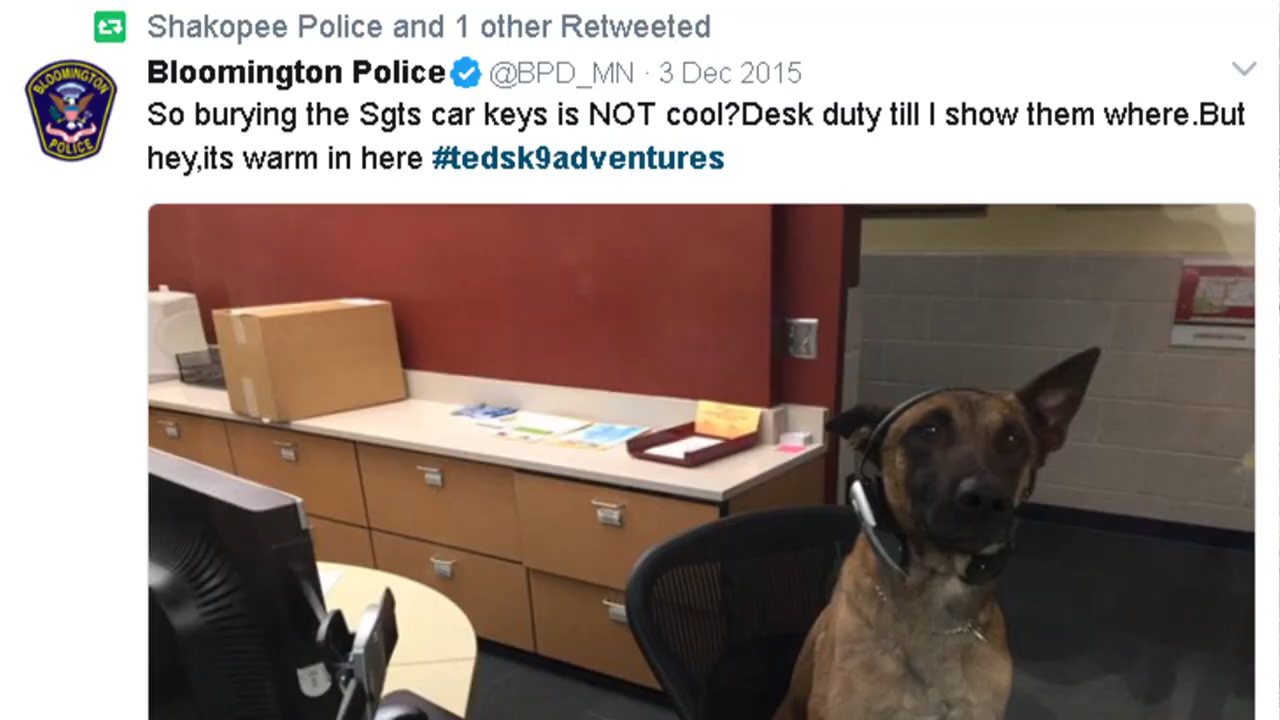 Shakopee Police and 1 other Retweeted
Bloomington Police @BPD_MN · 3 Dec 2015
So burying the Sgts car keys is NOT cool?Desk duty till I show them where.But
hey,its warm in here #tedsk9adventures
BLOOMINGTON
POLICE